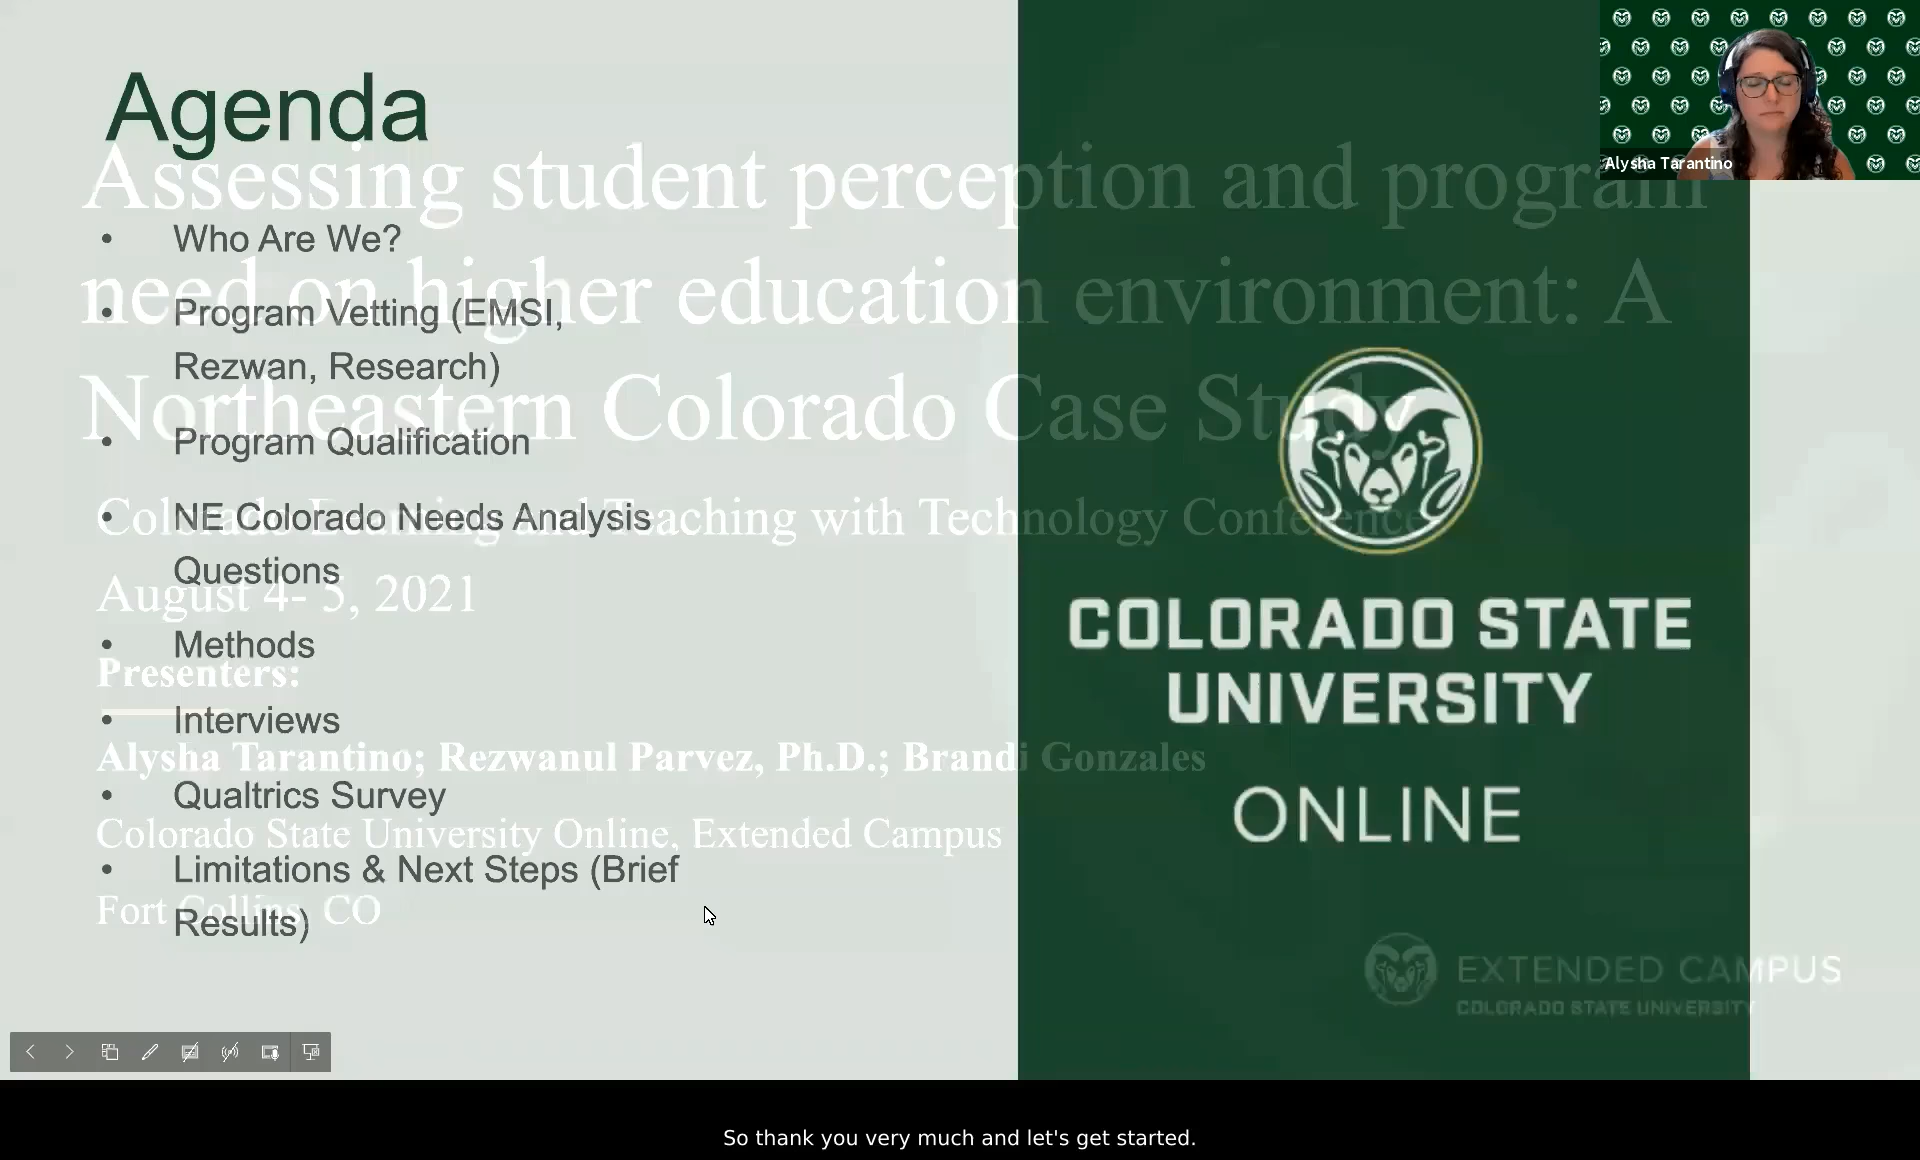 Agenda
Assessing student perception and program
need on higher education environment: A
Northeastern Colorado Case Study
Colorado Learning and Teaching with Technology Conference
August 4- 5, 2021
Presenters:
Alysha Tarantino; Rezwanul Parvez, Ph.D.; Brandi Gonzales
Colorado State University Online, Extended Campus
Fort Collins, CO
• Who Are We?
• Program Vetting (EMSI,
Rezwan, Research)
• Program Qualification
• NE Colorado Needs Analysis
Questions
• Methods
• Interviews
• Qualtrics Survey
• Limitations & Next Steps (Brief
Results)
COLORADO STATE
UNIVERSITY
ONLINE
EXTENDED CAMPUS
COLORADO STATE UNIVERSITY
Alysha Tarantino
So thank you very much and let's get started.